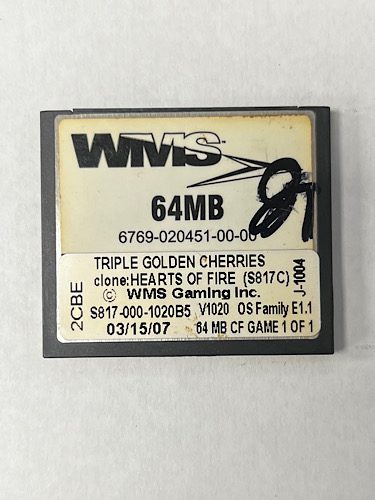 WMS
64MB
6769-020451-00-00
TRIPLE GOLDEN CHERRIES
clone:HEARTS OF FIRE (S817C)
© WMS Gaming Inc.
S817-000-1020B5 V1020 OS Family E1.1
03/15/07 64 MB CF GAME 1 OF 1
2CBE
J-1004